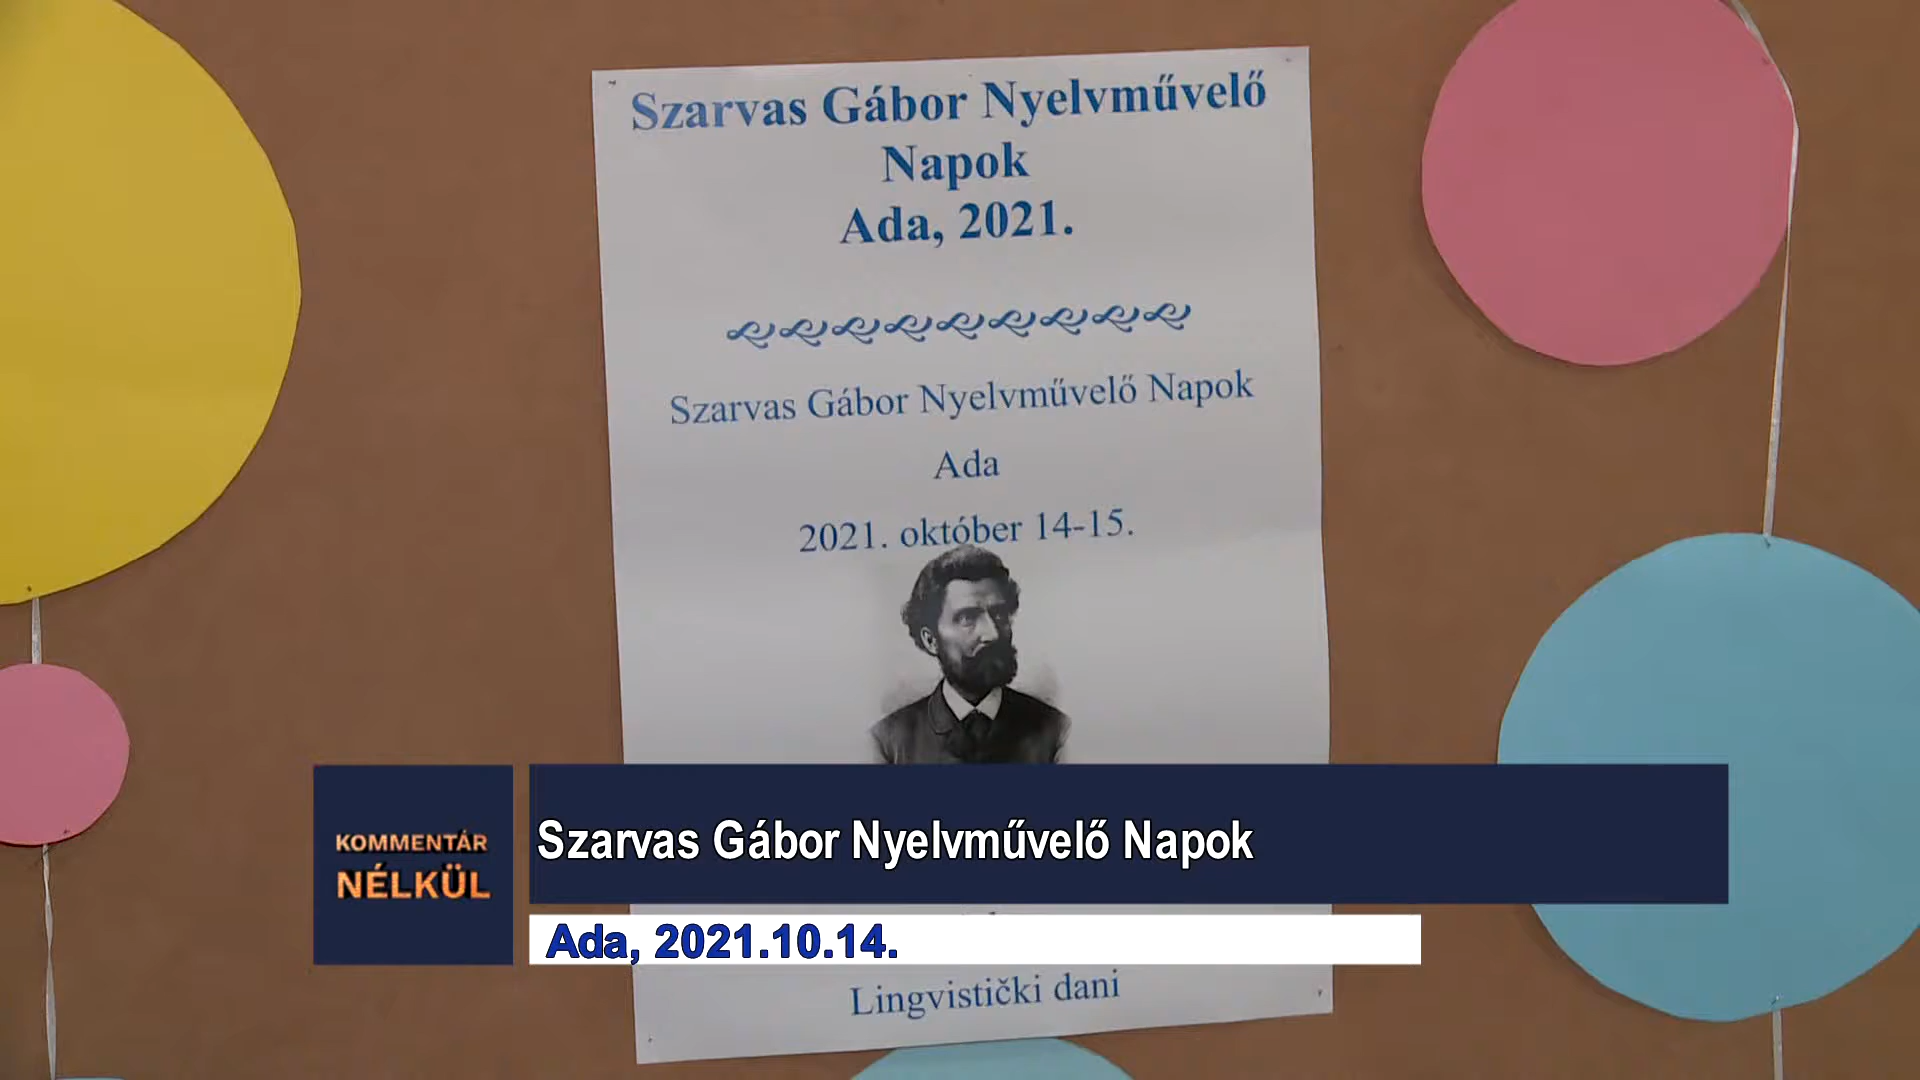 Szarvas Gábor Nyelvművelő
Napok
Ada, 2021.
Szarvas Gábor Nyelvművelő Napok
Ada
2021. október 14-15.
KOMMENTÁR
NÉLKÜL
Szarvas Gábor Nyelvművelő Napok
Ada, 2021.10.14.
Lingvistički dani